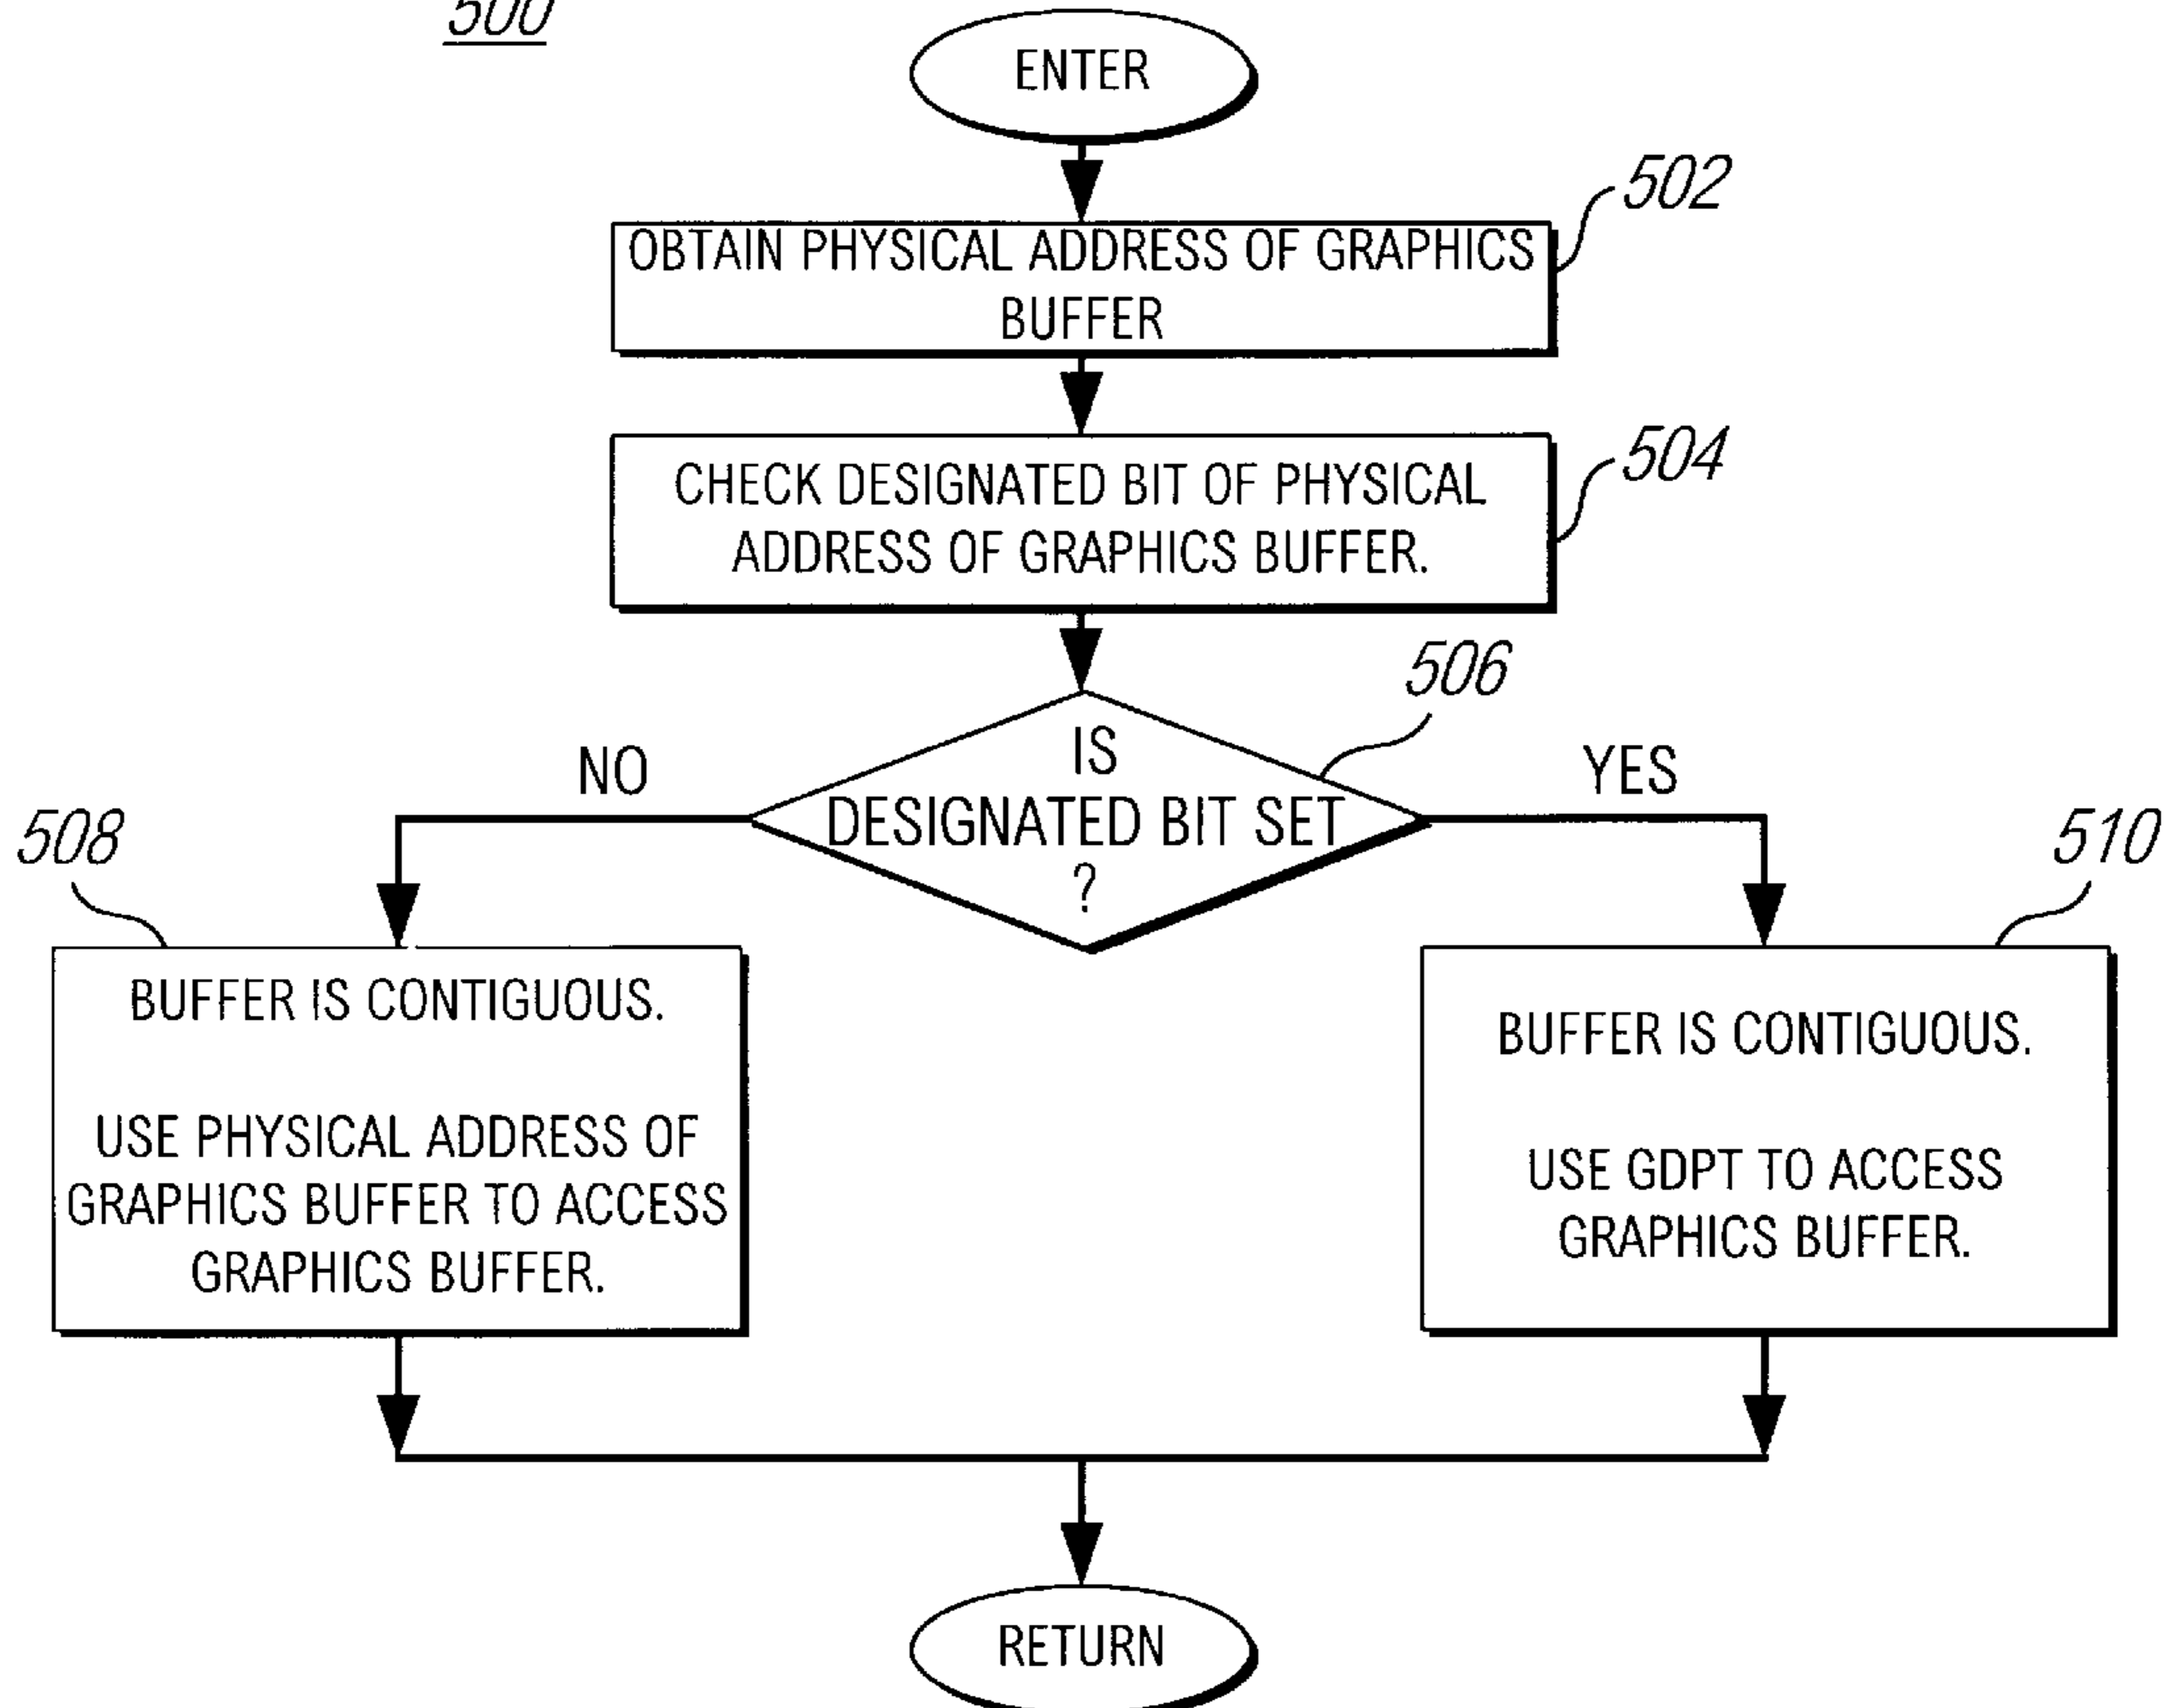 500
ENTER
502
OBTAIN PHYSICAL ADDRESS OF GRAPHICS
BUFFER
504
CHECK DESIGNATED BIT OF PHYSICAL
ADDRESS OF GRAPHICS BUFFER.
506
IS
DESIGNATED BIT SET
?
NO
YES
508
BUFFER IS CONTIGUOUS.
USE PHYSICAL ADDRESS OF
GRAPHICS BUFFER TO ACCESS
GRAPHICS BUFFER.
510
BUFFER IS CONTIGUOUS.
USE GDPT TO ACCESS
GRAPHICS BUFFER.
RETURN